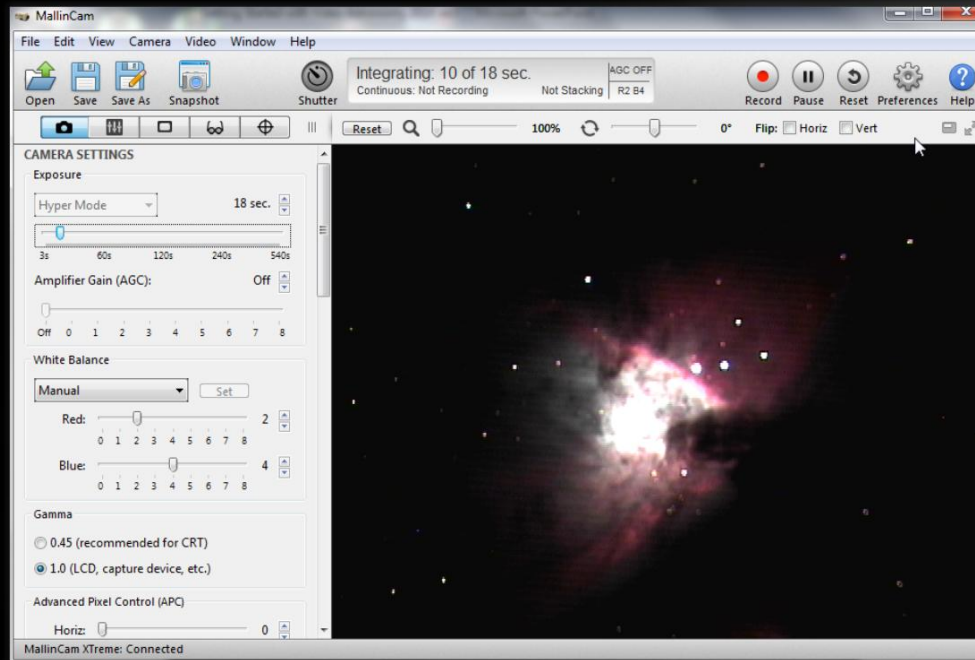 MallinCam
File Edit View Camera Video Window Help
Open Save Save As Snapshot Shutter
Integrating: 10 of 18 sec. AGC OFF
Continuous: Not Recording Not Stacking R2 B4
Record Pause Reset Preferences Help
Reset 100% 0° Flip: Horiz Vert
CAMERA SETTINGS
Exposure
Hyper Mode 18 sec.
3s 60s 120s 240s 540s
Amplifier Gain (AGC): Off
Off 0 1 2 3 4 5 6 7 8
White Balance
Manual Set
Red: 2
0 1 2 3 4 5 6 7 8
Blue: 4
0 1 2 3 4 5 6 7 8
Gamma
0.45 (recommended for CRT)
1.0 (LCD, capture device, etc.)
Advanced Pixel Control (APC)
Horiz: 0
MallinCam XTreme: Connected